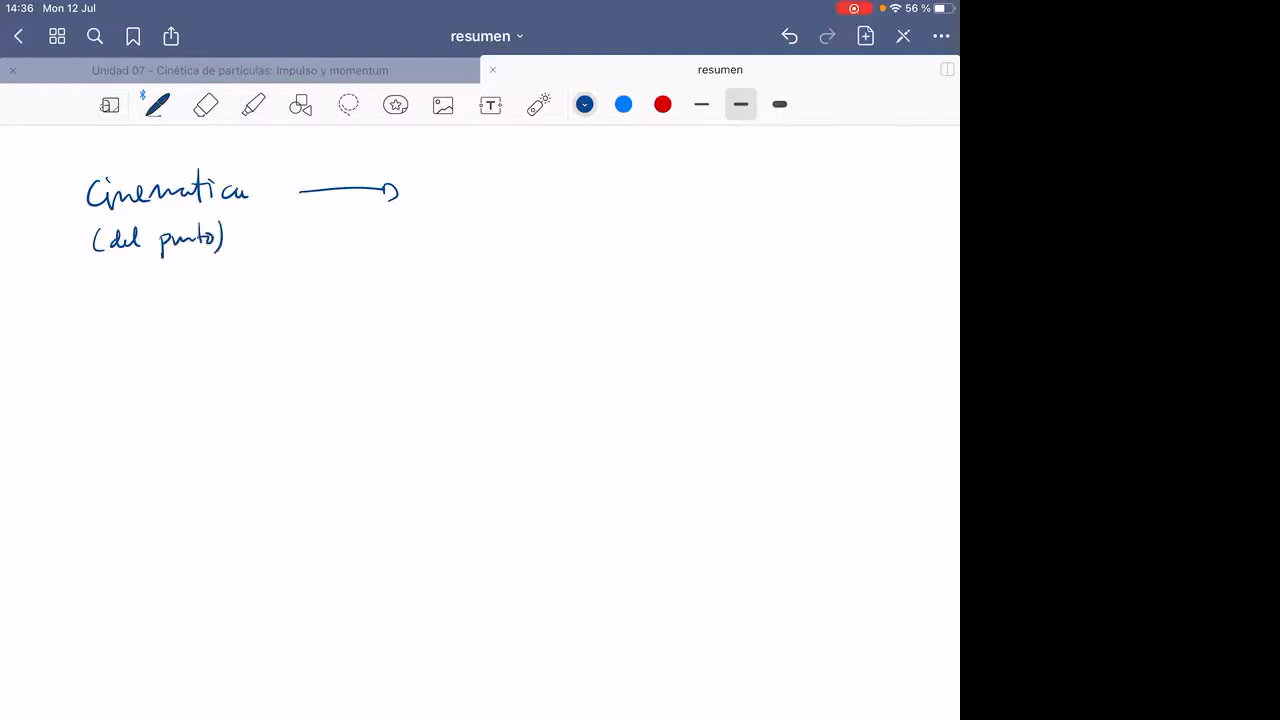 14:36 Mon 12 Jul
56 %
resumen
Unidad 07 - Cinética de partículas: Impulso y momentum
resumen
T
Cinematica
(del punto)